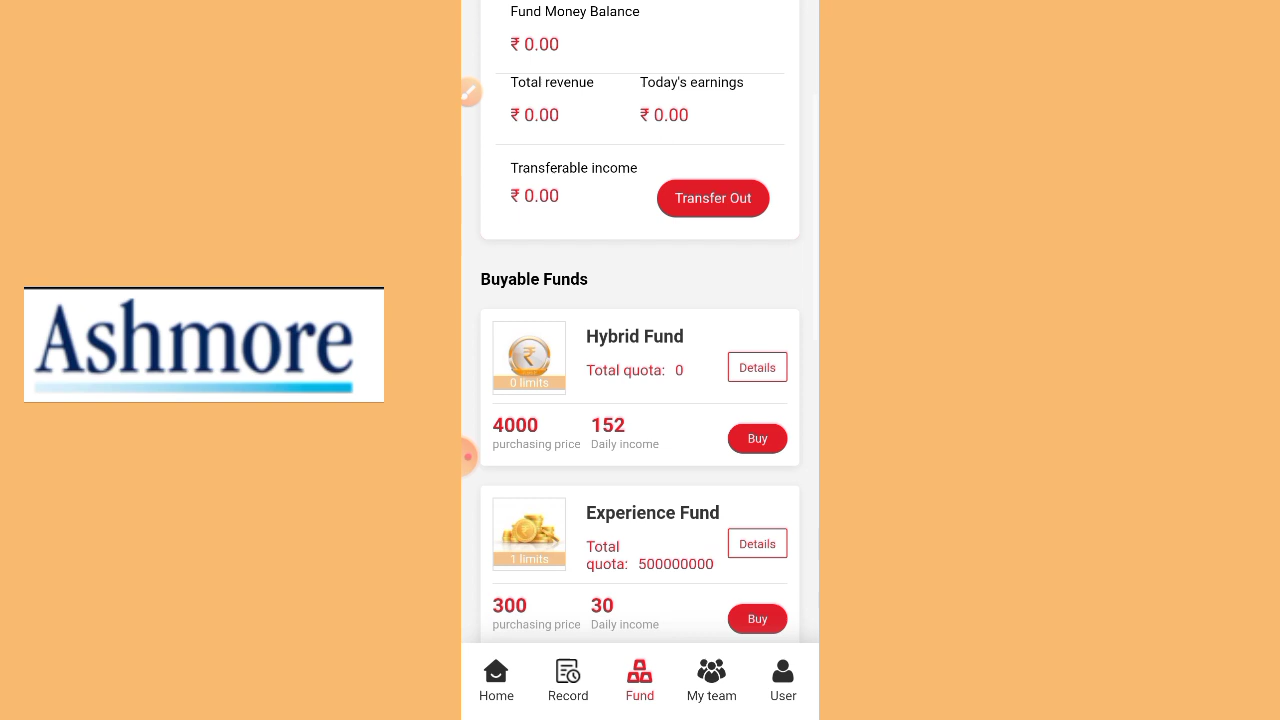 Ashmore
Fund Money Balance
₹ 0.00
Total revenue Today's earnings
₹ 0.00 ₹ 0.00
Transferable income
₹ 0.00
Transfer Out
Buyable Funds
Hybrid Fund
Total quota: 0
0 limits
Details
4000 152
purchasing price Daily income
Buy
Experience Fund
Total
quota: 500000000
1 limits
Details
300 30
purchasing price Daily income
Buy
Home Record Fund My team User